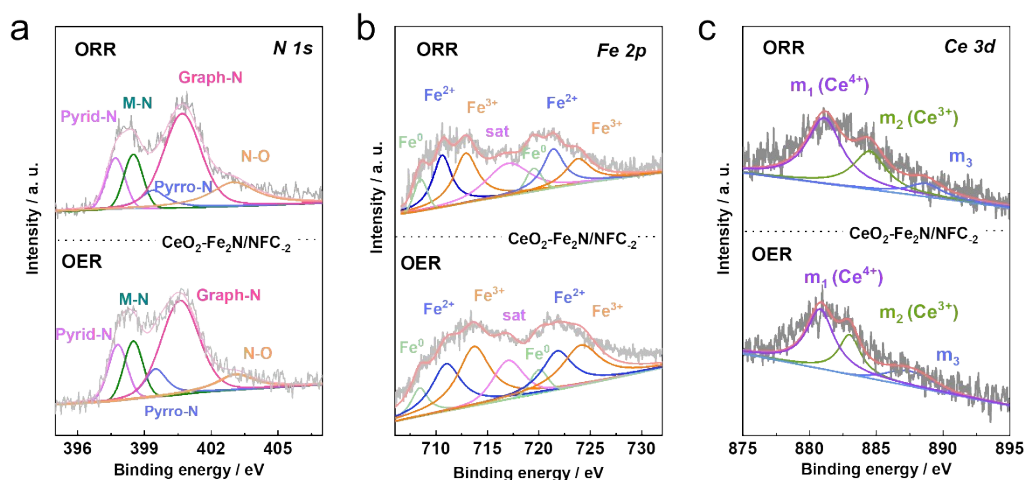 a
ORR
N 1s
Graph-N
M-N
Pyrid-N
N-O
Pyrro-N
CeO₂-Fe₂N/NFC-₂
OER
M-N
Graph-N
Pyrid-N
N-O
Pyrro-N
396 399 402 405
Binding energy / eV
Intensity / a. u.
b
ORR
Fe 2p
Fe²⁺
Fe³⁺
Fe²⁺
sat
Fe³⁺
Fe⁰
Fe⁰
CeO₂-Fe₂N/NFC-₂
OER
Fe²⁺
Fe³⁺
Fe²⁺
Fe³⁺
sat
Fe⁰
Fe⁰
710 715 720 725 730
Binding energy / eV
Intensity / a. u.
c
ORR
Ce 3d
m₁ (Ce⁴⁺)
m₂ (Ce³⁺)
m₃
CeO₂-Fe₂N/NFC-₂
OER
m₁ (Ce⁴⁺)
m₂ (Ce³⁺)
m₃
875 880 885 890 895
Binding energy / eV
Intensity / a. u.